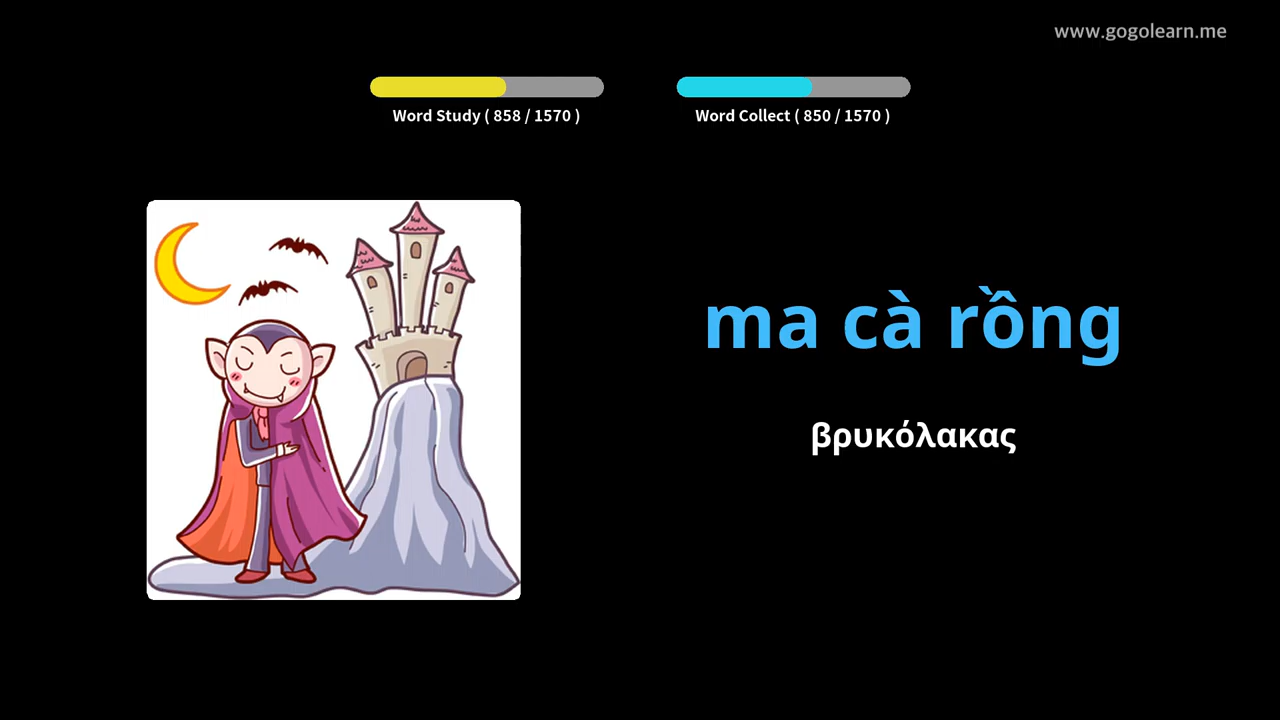 www.gogolearn.me
Word Study ( 858 / 1570 )
Word Collect ( 850 / 1570 )
ma cà rồng
βρυκόλακας